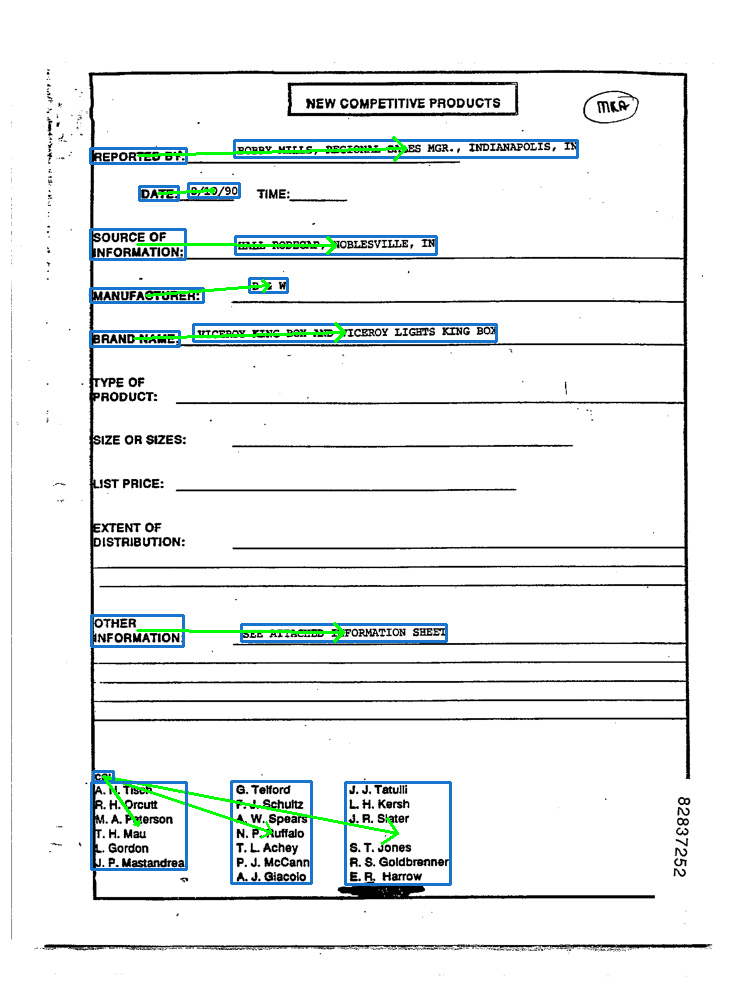 NEW COMPETITIVE PRODUCTS
MKA
REPORTED BY: BOBBY MILLS, REGIONAL SALES MGR., INDIANAPOLIS, IN
DATE: /90 TIME:
SOURCE OF
INFORMATION: HALL RODEGAP, NOBLESVILLE, IN
MANUFACTURER: B & W
BRAND NAME: VICEROY KING BOX AND VICEROY LIGHTS KING BOX
TYPE OF
PRODUCT:
SIZE OR SIZES:
LIST PRICE:
EXTENT OF
DISTRIBUTION:
OTHER
INFORMATION SEE ATTACHED INFORMATION SHEET
CC:
A. H. Tisch G. Telford J. J. Tatulli
R. H. Orcutt F. J. Schultz L. H. Kersh
M. A. Peterson A. W. Spears J. R. Slater
T. H. Mau N. P. Ruffalo
L. Gordon T. L. Achey S. T. Jones
J. P. Mastandrea P. J. McCann R. S. Goldbrenner
A. J. Giacoio E. R. Harrow
82837252